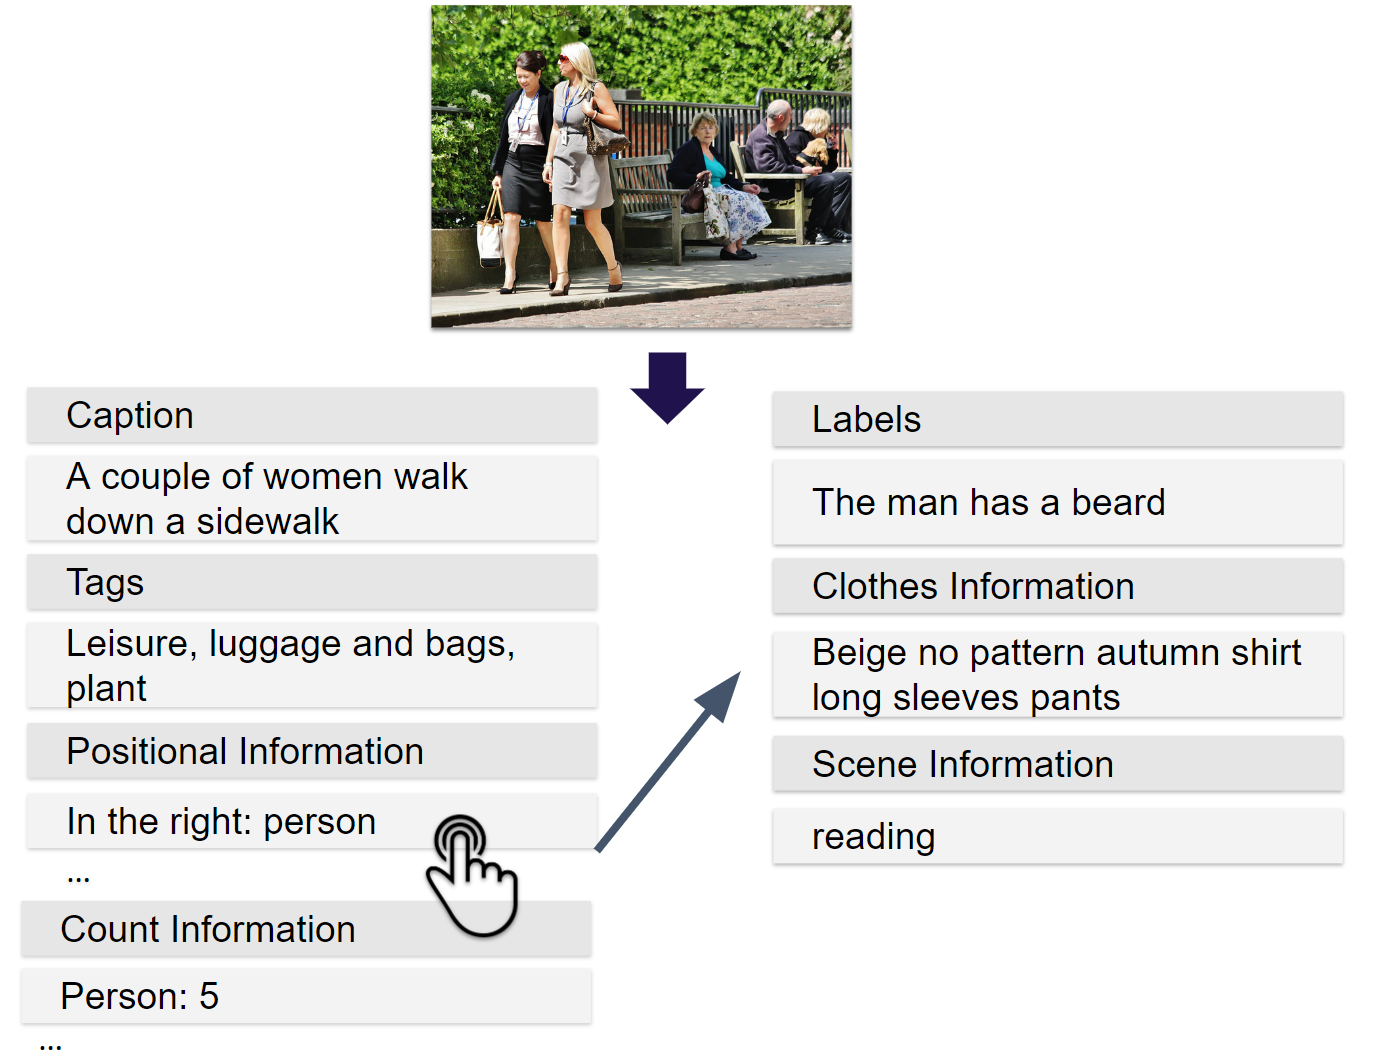 Caption
A couple of women walk
down a sidewalk
Tags
Leisure, luggage and bags,
plant
Positional Information
In the right: person
...
Count Information
Person: 5
...
Labels
The man has a beard
Clothes Information
Beige no pattern autumn shirt
long sleeves pants
Scene Information
reading